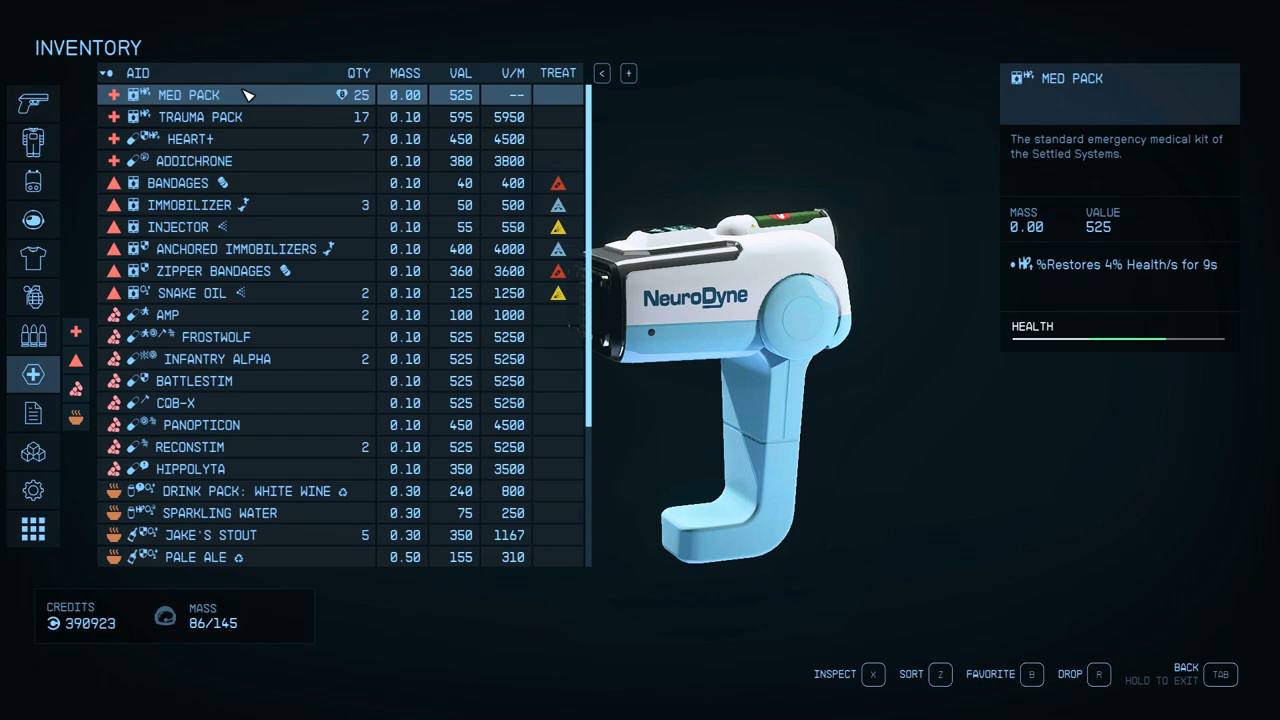 INVENTORY
AID QTY MASS VAL V/M TREAT < +
MED PACK 25 0.00 525 --
TRAUMA PACK 17 0.10 595 5950
HEART+ 7 0.10 450 4500
ADDICHRONE 0.10 380 3800
BANDAGES 0.10 40 400
IMMOBILIZER 3 0.10 50 500
INJECTOR 0.10 55 550
ANCHORED IMMOBILIZERS 0.10 400 4000
ZIPPER BANDAGES 0.10 360 3600
SNAKE OIL 2 0.10 125 1250
AMP 2 0.10 100 1000
FROSTWOLF 0.10 525 5250
INFANTRY ALPHA 2 0.10 525 5250
BATTLESTIM 0.10 525 5250
COB-X 0.10 525 5250
PANOPTICON 0.10 450 4500
RECONSTIM 2 0.10 525 5250
HIPPOLYTA 0.10 350 3500
DRINK PACK: WHITE WINE 0.30 240 800
SPARKLING WATER 0.30 75 250
JAKE'S STOUT 5 0.30 350 1167
PALE ALE 0.50 155 310
NeuroDyne
MED PACK
The standard emergency medical kit of
the Settled Systems.
MASS VALUE
0.00 525
%Restores 4% Health/s for 9s
HEALTH
CREDITS
390923
MASS
86/145
INSPECT X SORT Z FAVORITE B DROP R BACK TAB
HOLD TO EXIT